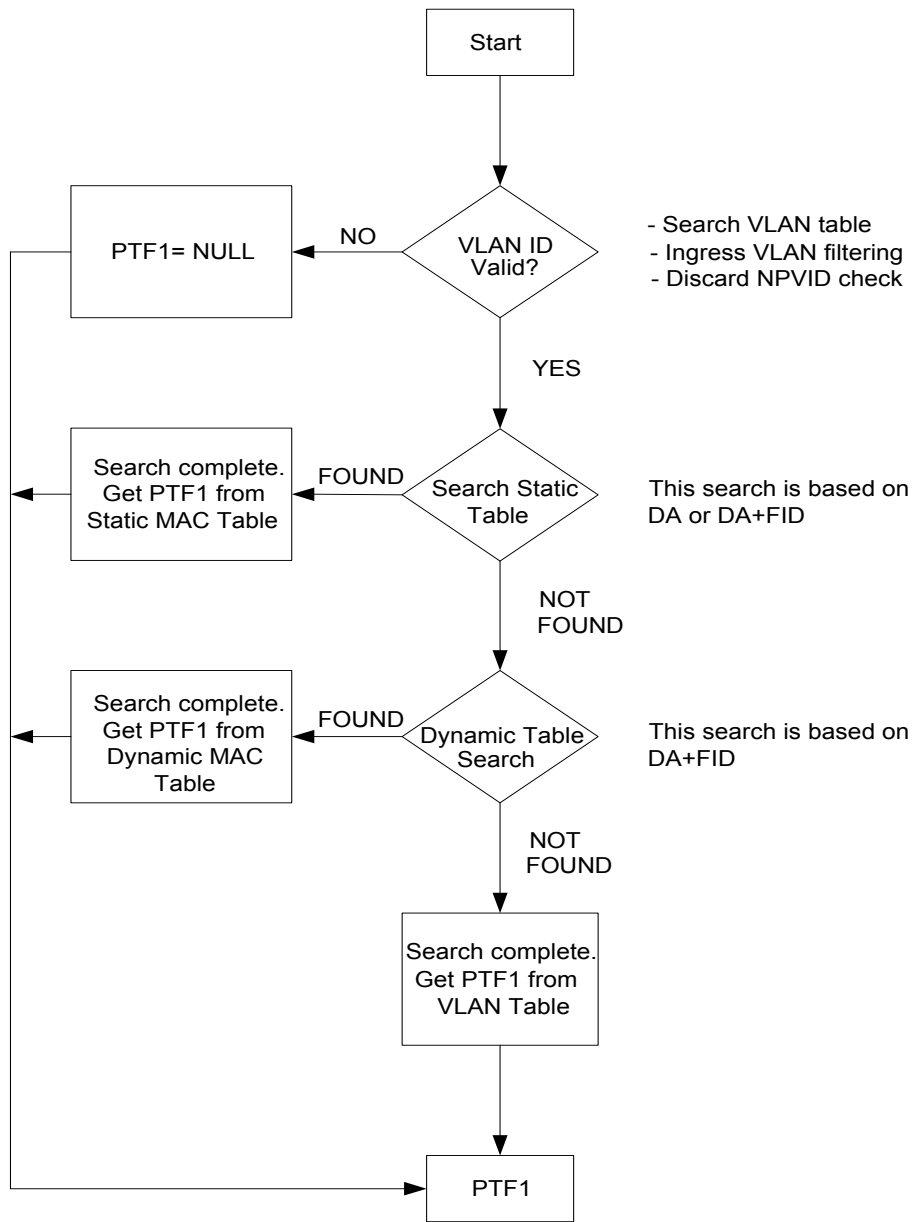 Start
VLAN ID
Valid?
NO
PTF1= NULL
- Search VLAN table
- Ingress VLAN filtering
- Discard NPVID check
YES
Search Static
Table
FOUND
Search complete.
Get PTF1 from
Static MAC Table
This search is based on
DA or DA+FID
NOT
FOUND
Dynamic Table
Search
FOUND
Search complete.
Get PTF1 from
Dynamic MAC
Table
This search is based on
DA+FID
NOT
FOUND
Search complete.
Get PTF1 from
VLAN Table
PTF1